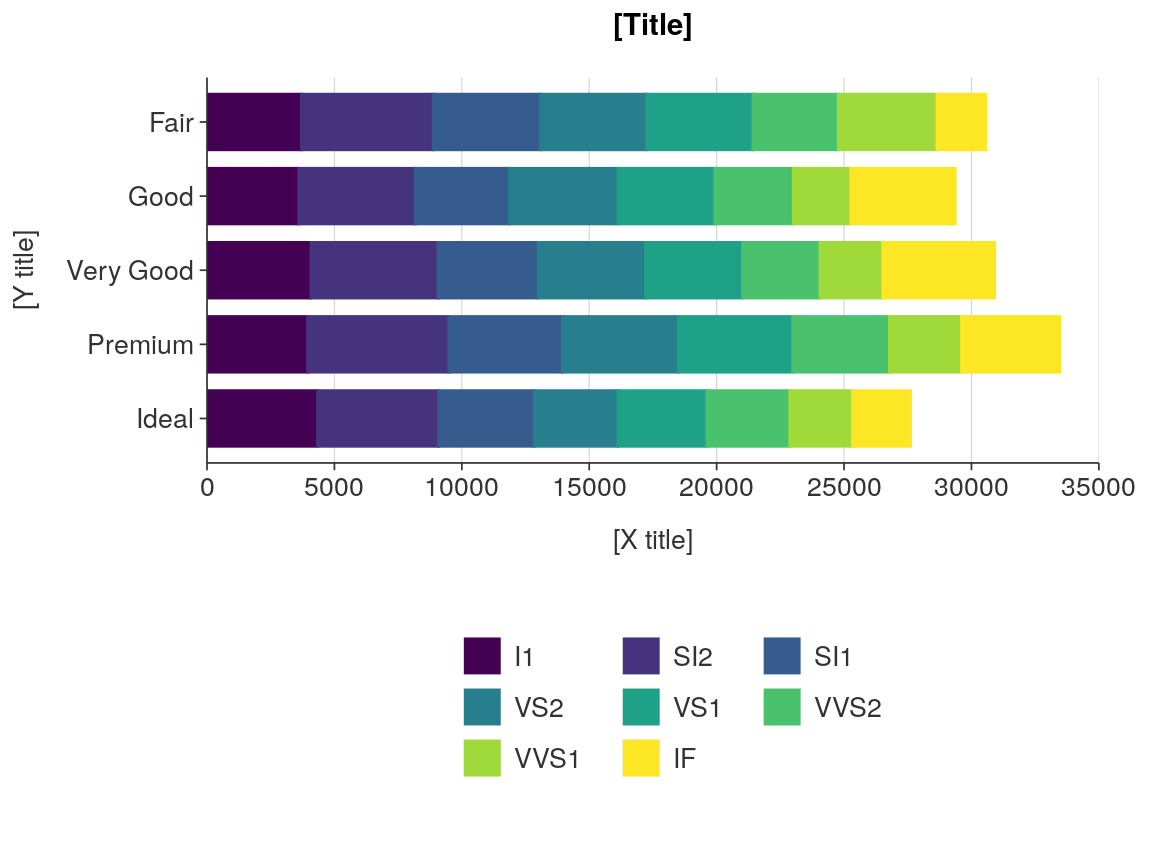 [Title]
[Y title]
Fair
Good
Very Good
Premium
Ideal
0 5000 10000 15000 20000 25000 30000 35000
[X title]
I1 SI2 SI1
VS2 VS1 VVS2
VVS1 IF